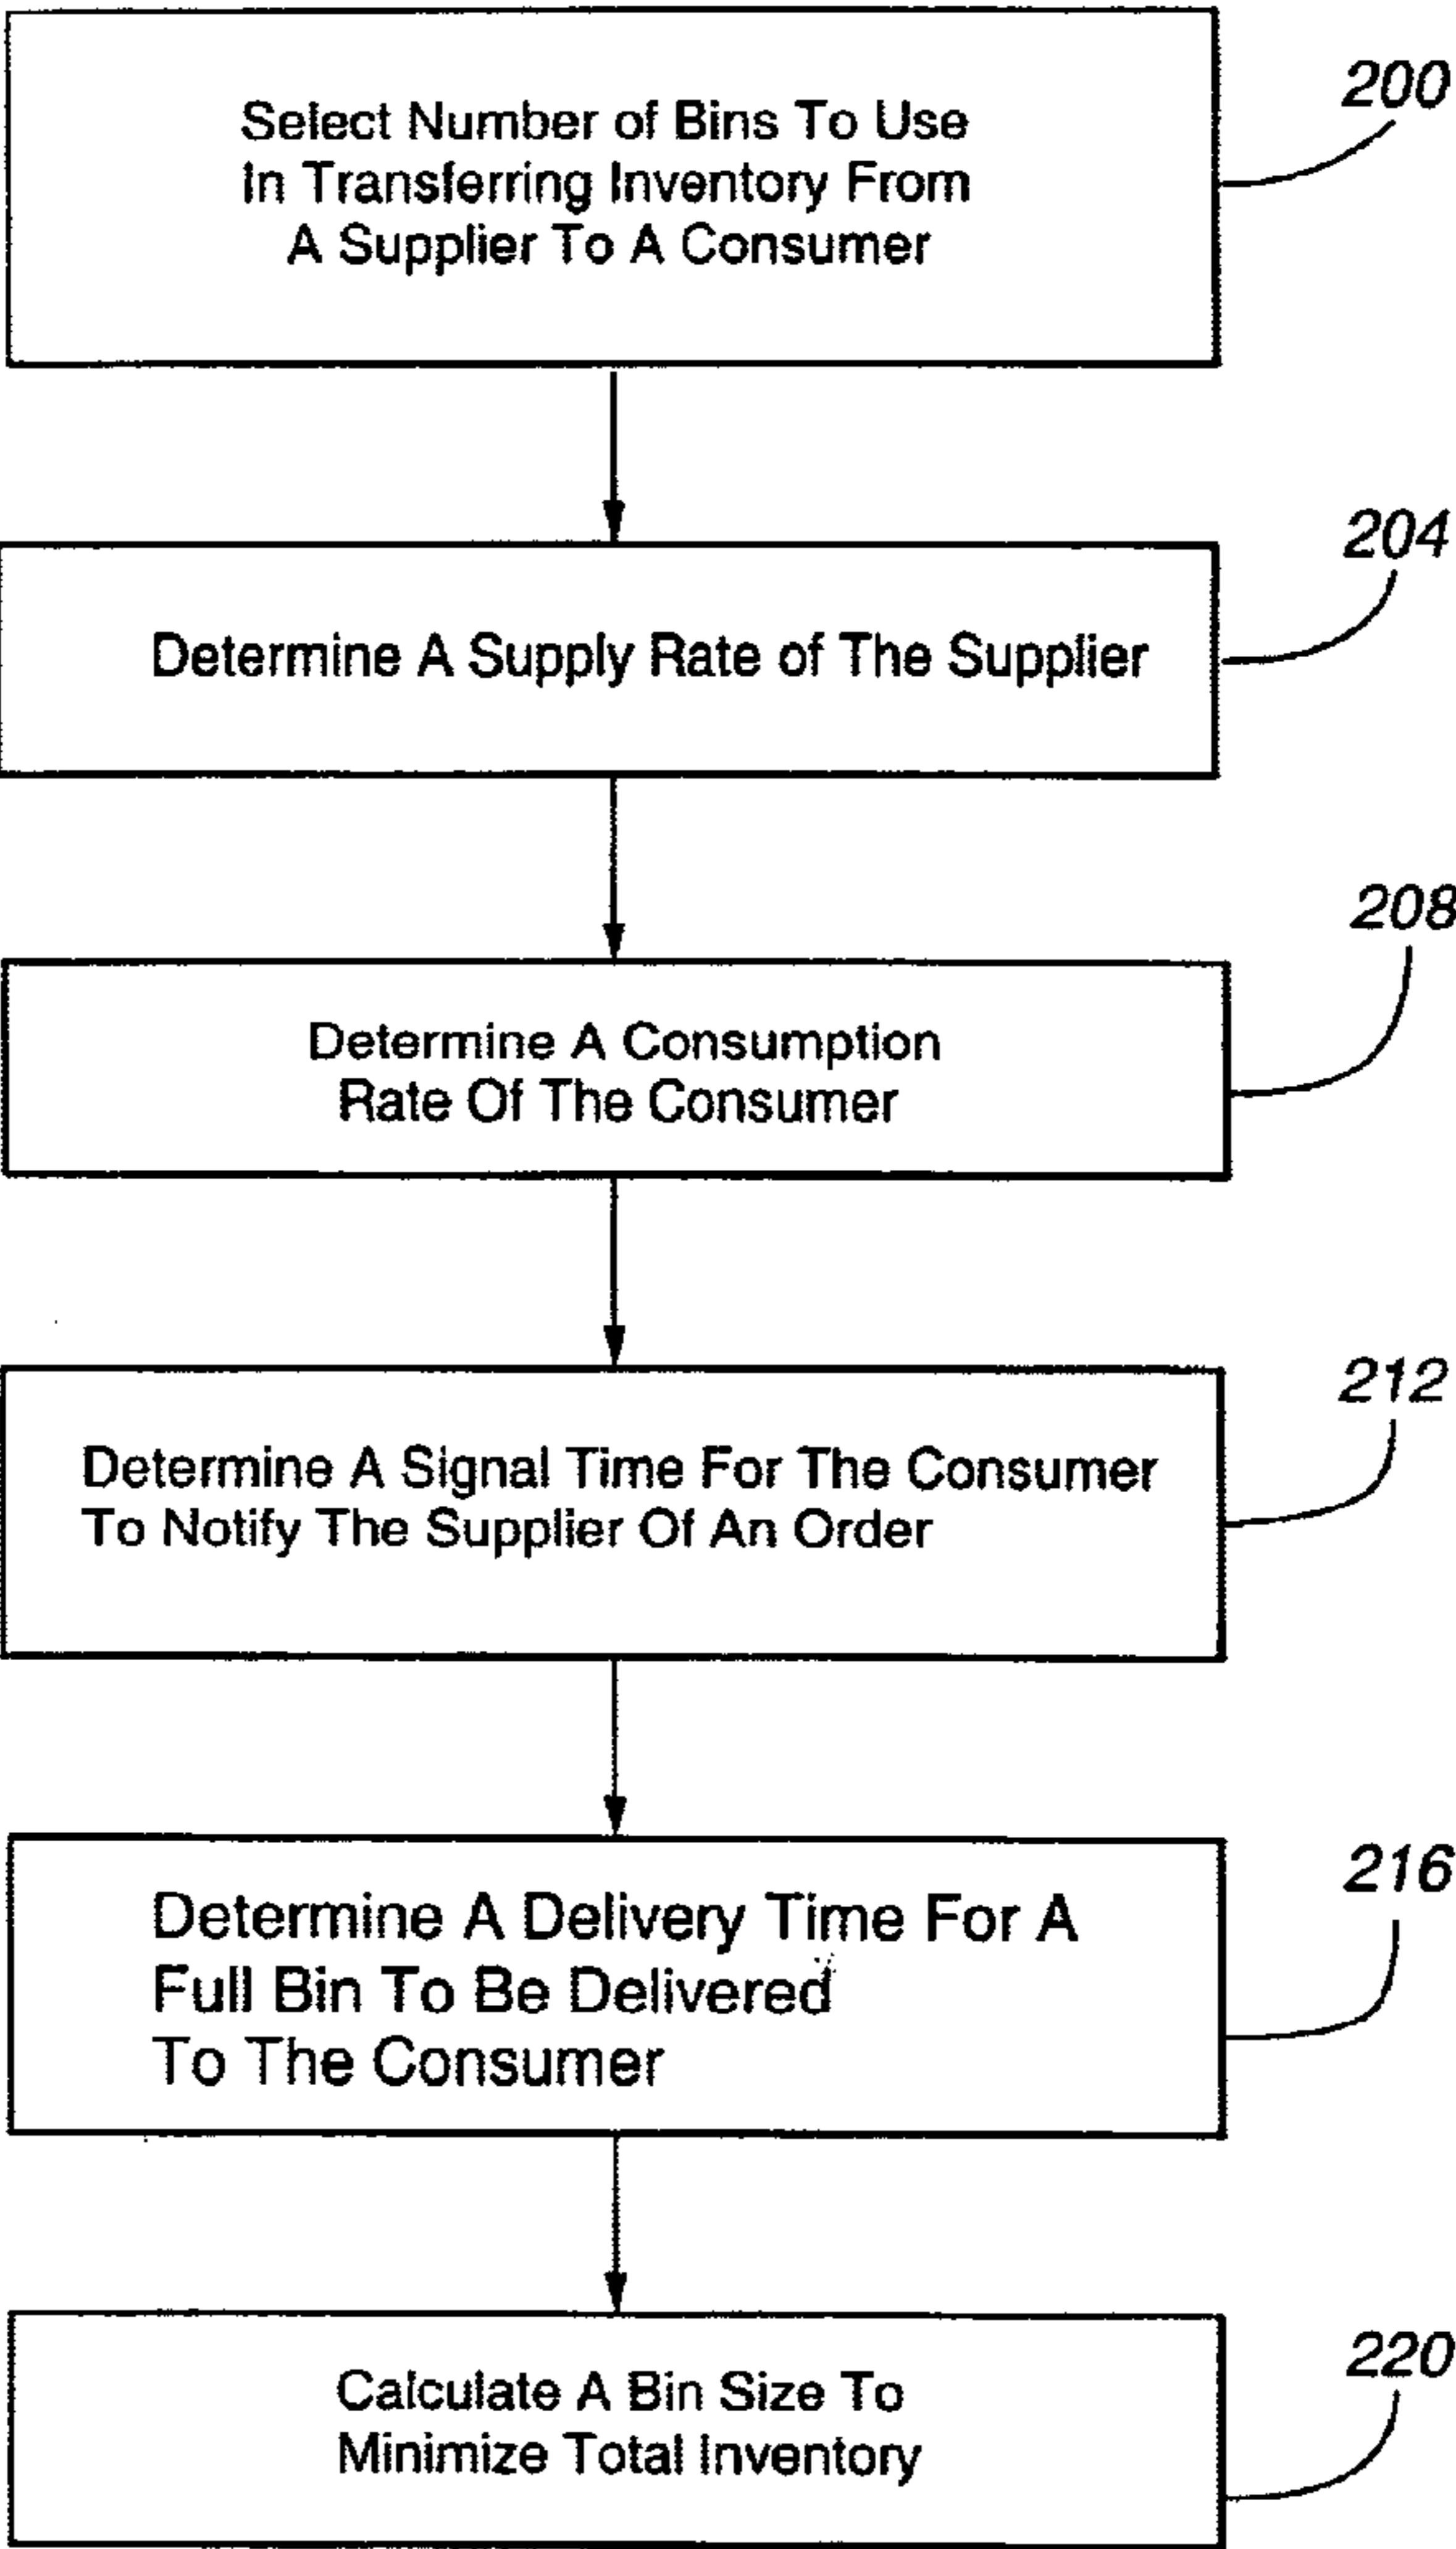 Select Number of Bins To Use
In Transferring Inventory From
A Supplier To A Consumer
200
Determine A Supply Rate of The Supplier
204
Determine A Consumption
Rate Of The Consumer
208
Determine A Signal Time For The Consumer
To Notify The Supplier Of An Order
212
Determine A Delivery Time For A
Full Bin To Be Delivered
To The Consumer
216
Calculate A Bin Size To
Minimize Total Inventory
220